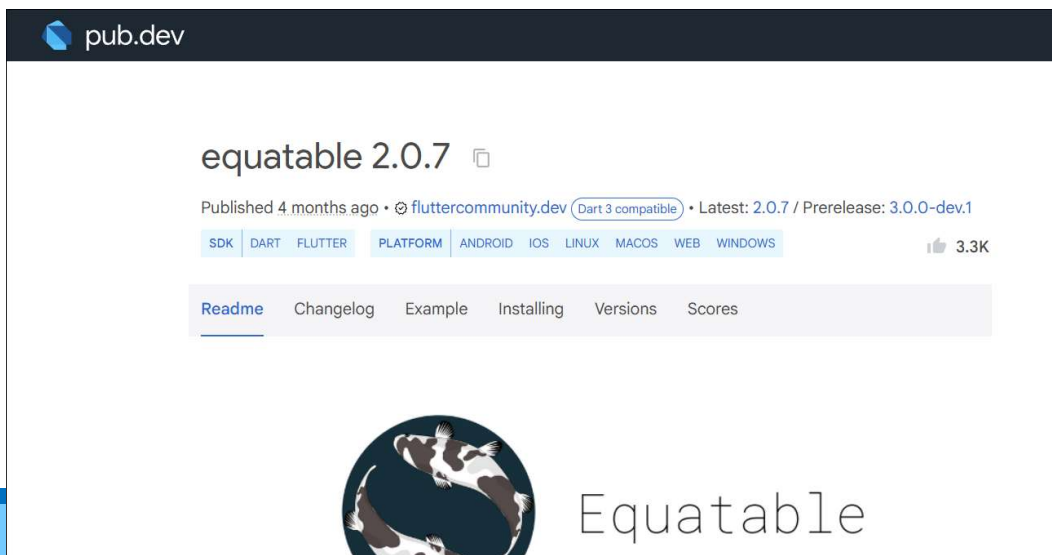 pub.dev
equatable 2.0.7
Published 4 months ago • fluttercommunity.dev Dart 3 compatible • Latest: 2.0.7 / Prerelease: 3.0.0-dev.1
SDK DART FLUTTER PLATFORM ANDROID IOS LINUX MACOS WEB WINDOWS 3.3K
Readme Changelog Example Installing Versions Scores
Equatable